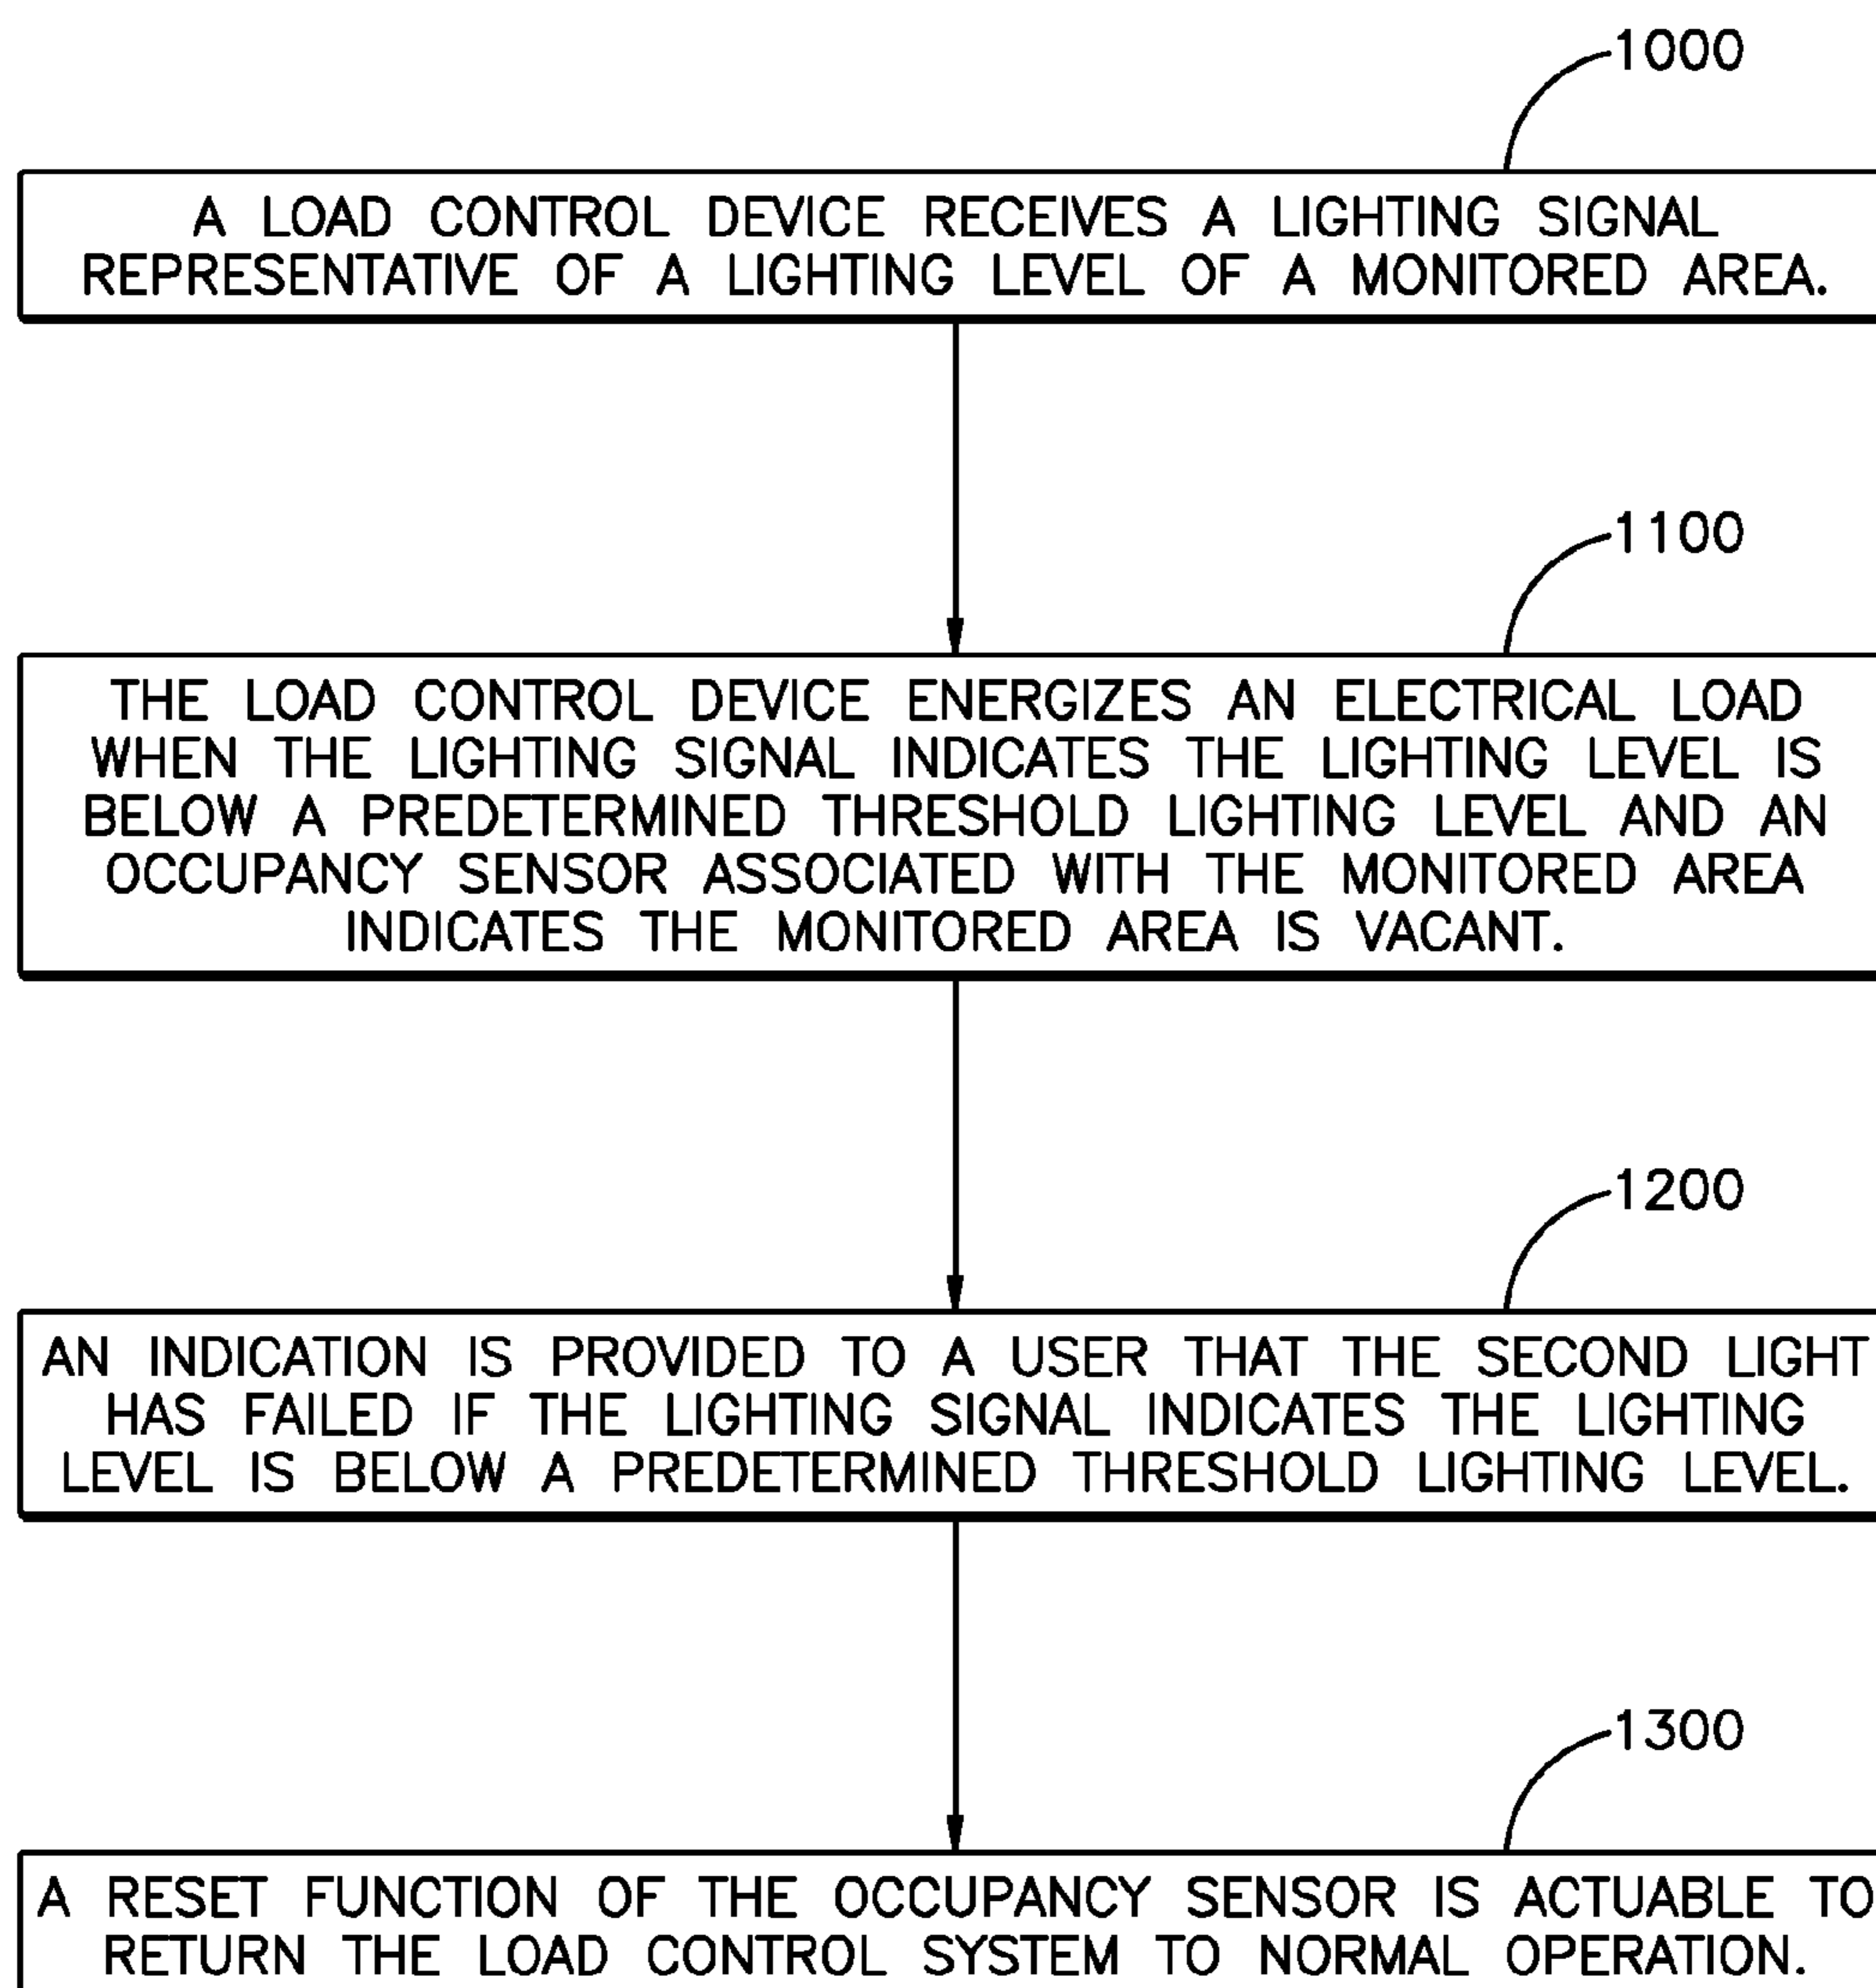 1000
A LOAD CONTROL DEVICE RECEIVES A LIGHTING SIGNAL
REPRESENTATIVE OF A LIGHTING LEVEL OF A MONITORED AREA.
1100
THE LOAD CONTROL DEVICE ENERGIZES AN ELECTRICAL LOAD
WHEN THE LIGHTING SIGNAL INDICATES THE LIGHTING LEVEL IS
BELOW A PREDETERMINED THRESHOLD LIGHTING LEVEL AND AN
OCCUPANCY SENSOR ASSOCIATED WITH THE MONITORED AREA
INDICATES THE MONITORED AREA IS VACANT.
1200
AN INDICATION IS PROVIDED TO A USER THAT THE SECOND LIGHT
HAS FAILED IF THE LIGHTING SIGNAL INDICATES THE LIGHTING
LEVEL IS BELOW A PREDETERMINED THRESHOLD LIGHTING LEVEL.
1300
A RESET FUNCTION OF THE OCCUPANCY SENSOR IS ACTUABLE TO
RETURN THE LOAD CONTROL SYSTEM TO NORMAL OPERATION.